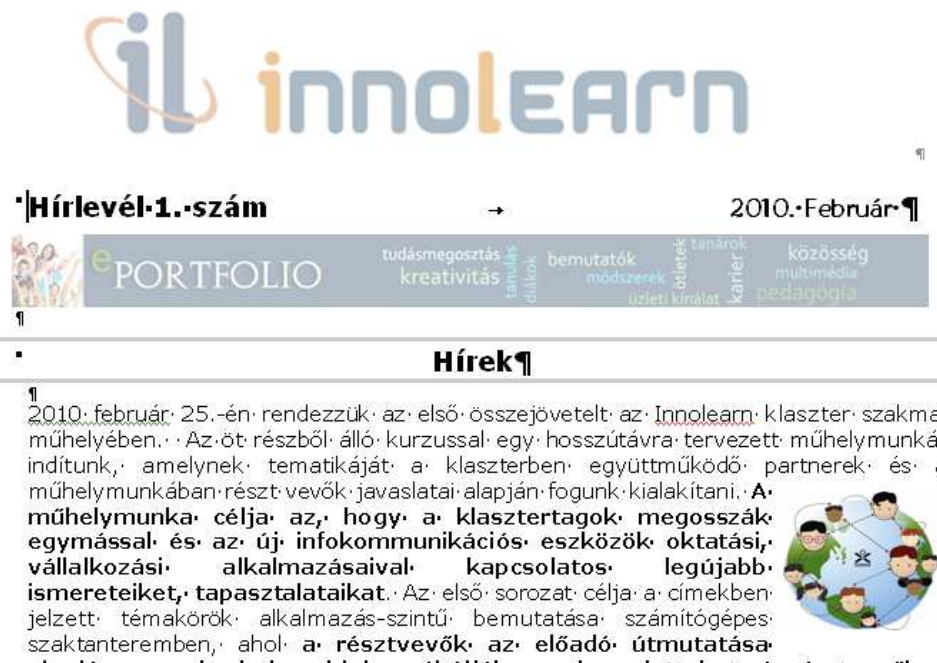 il innolearn
Hírlevél 1. szám 2010. Február
ePORTFOLIO
tudásmegosztás
kreativitás
tanulás
diákok
bemutatók
módszerek
üzleti kínálat
ötletek
tanárok
karrier
közösség
multimédia
pedagógia
Hírek
2010 február 25.-én rendezzük az első összejövetelt az Innolearn klaszter szakma
műhelyében. Az öt részből álló kurzussal egy hosszútávra tervezett műhelymunká
indítunk, amelynek tematikáját a klaszterben együttműködő partnerek és
műhelymunkában részt vevők javaslatai alapján fogunk kialakítani. A
műhelymunka célja az, hogy a klasztertagok megosszák
egymással és az új infokommunikációs eszközök oktatási,
vállalkozási alkalmazásaival kapcsolatos legújabb
ismereteiket, tapasztalataikat. Az első sorozat célja a címekben
jelzett témakörök alkalmazás-szintű bemutatása számítógépes
szaktanteremben, ahol a résztvevők az előadó útmutatása